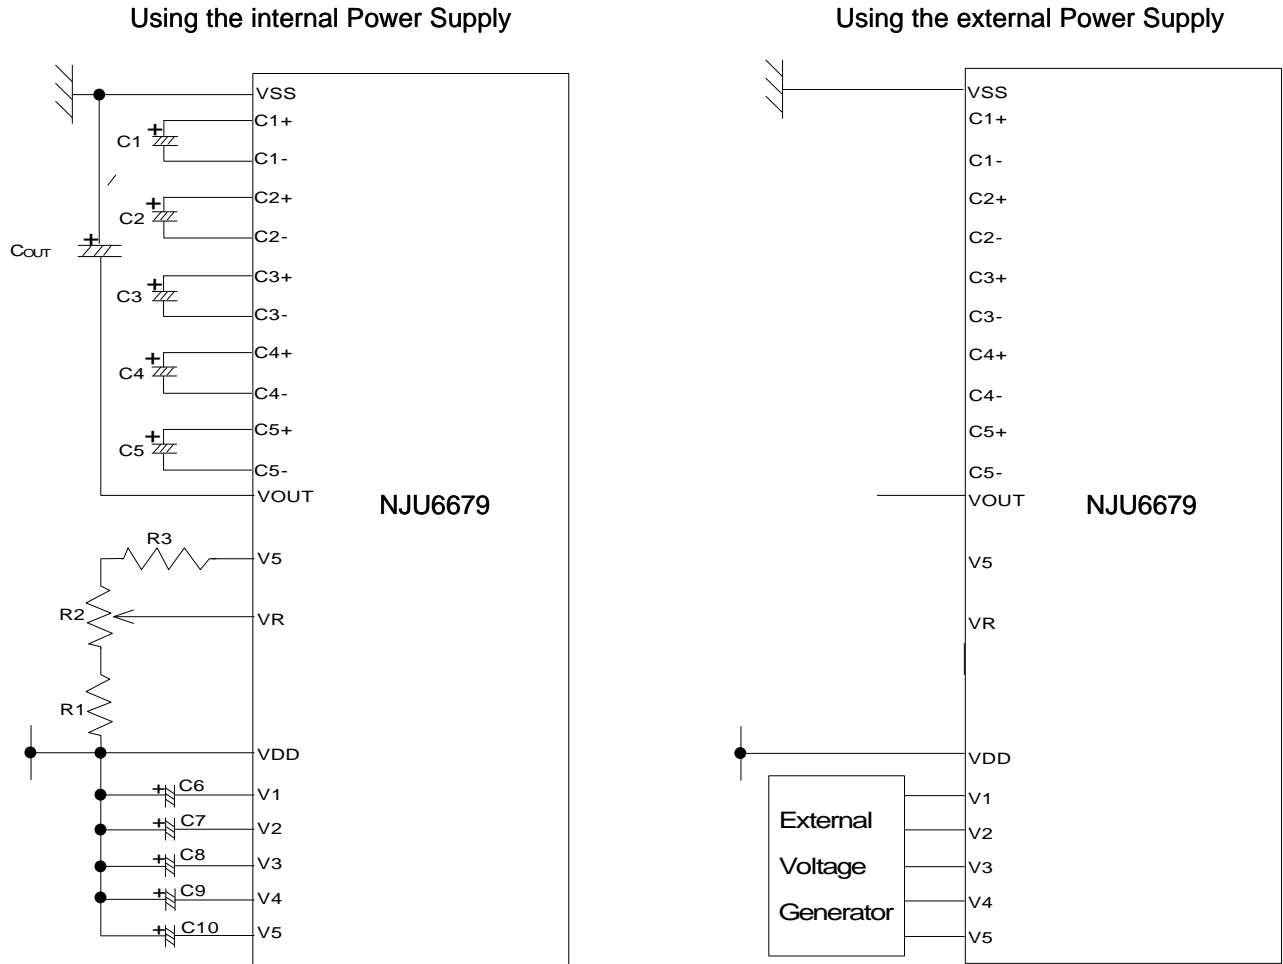 Using the internal Power Supply
VSS
C1+
C1
C1-
C2+
C2
C2-
COUT
C3+
C3
C3-
C4+
C4
C4-
C5+
C5
C5-
VOUT
NJU6679
R3
V5
R2
VR
R1
VDD
C6
V1
C7
V2
C8
V3
C9
V4
C10
V5
Using the external Power Supply
VSS
C1+
C1-
C2+
C2-
C3+
C3-
C4+
C4-
C5+
C5-
VOUT
NJU6679
V5
VR
VDD
V1
V2
V3
V4
V5
External
Voltage
Generator